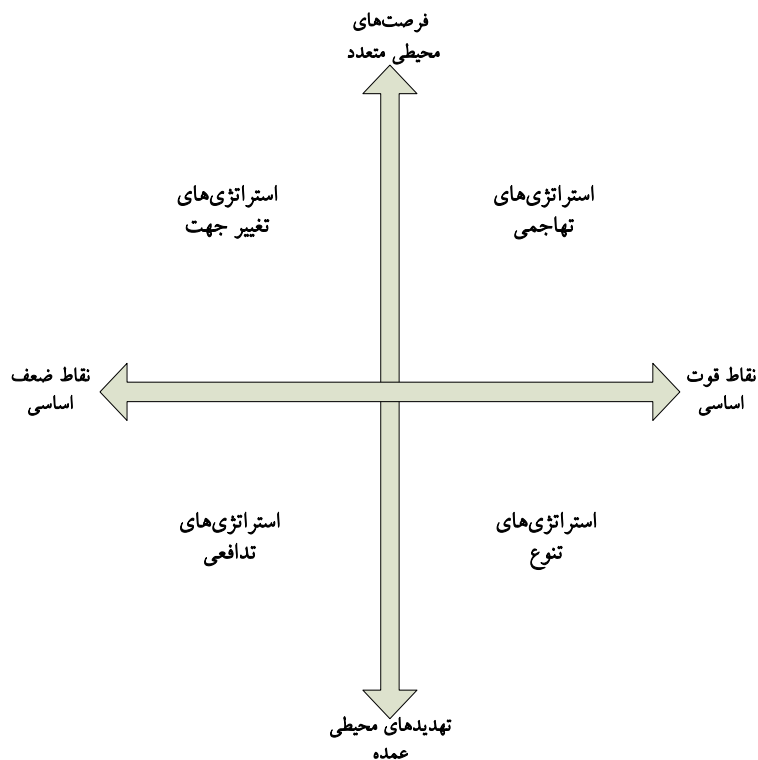 فرصت‌های
محیطی متعدد
استراتژی‌های
تهاجمی
استراتژی‌های
تغییر جهت
نقاط قوت
اساسی
نقاط ضعف
اساسی
استراتژی‌های
تنوع
استراتژی‌های
تدافعی
تهدیدهای محیطی
عمده